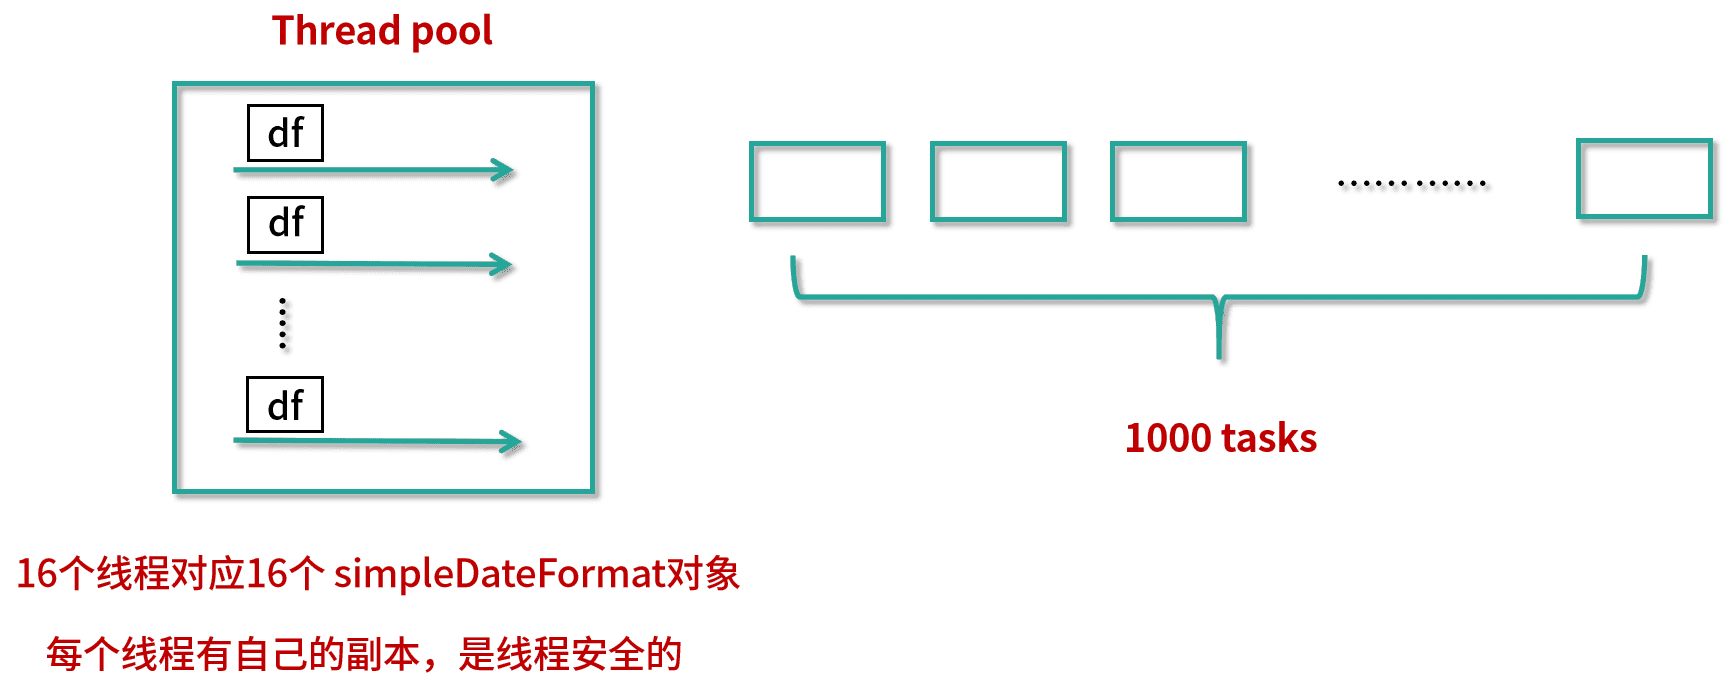 Thread pool
df
df
df
1000 tasks
16个线程对应16个 simpleDateFormat对象
每个线程有自己的副本，是线程安全的